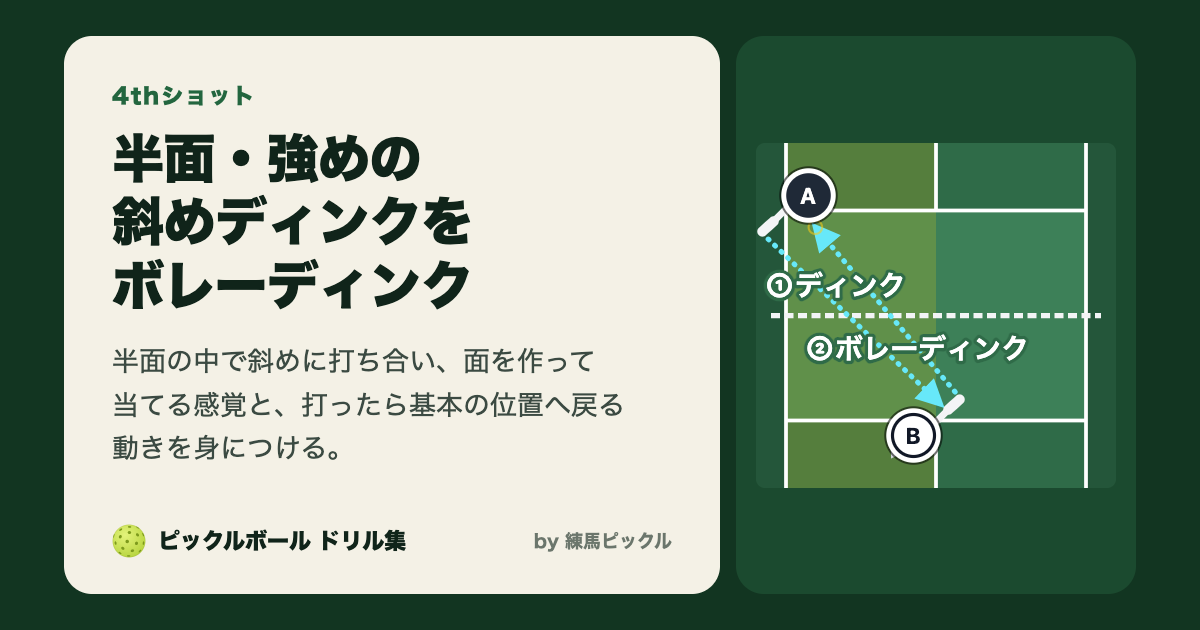 4thショット
半面・強めの
斜めディンクを
ボレーディンク
半面の中で斜めに打ち合い、面を作って
当てる感覚と、打ったら基本の位置へ戻る
動きを身につける。
ピックルボール ドリル集
by 練馬ピックル
A
①ディンク
②ボレーディンク
B